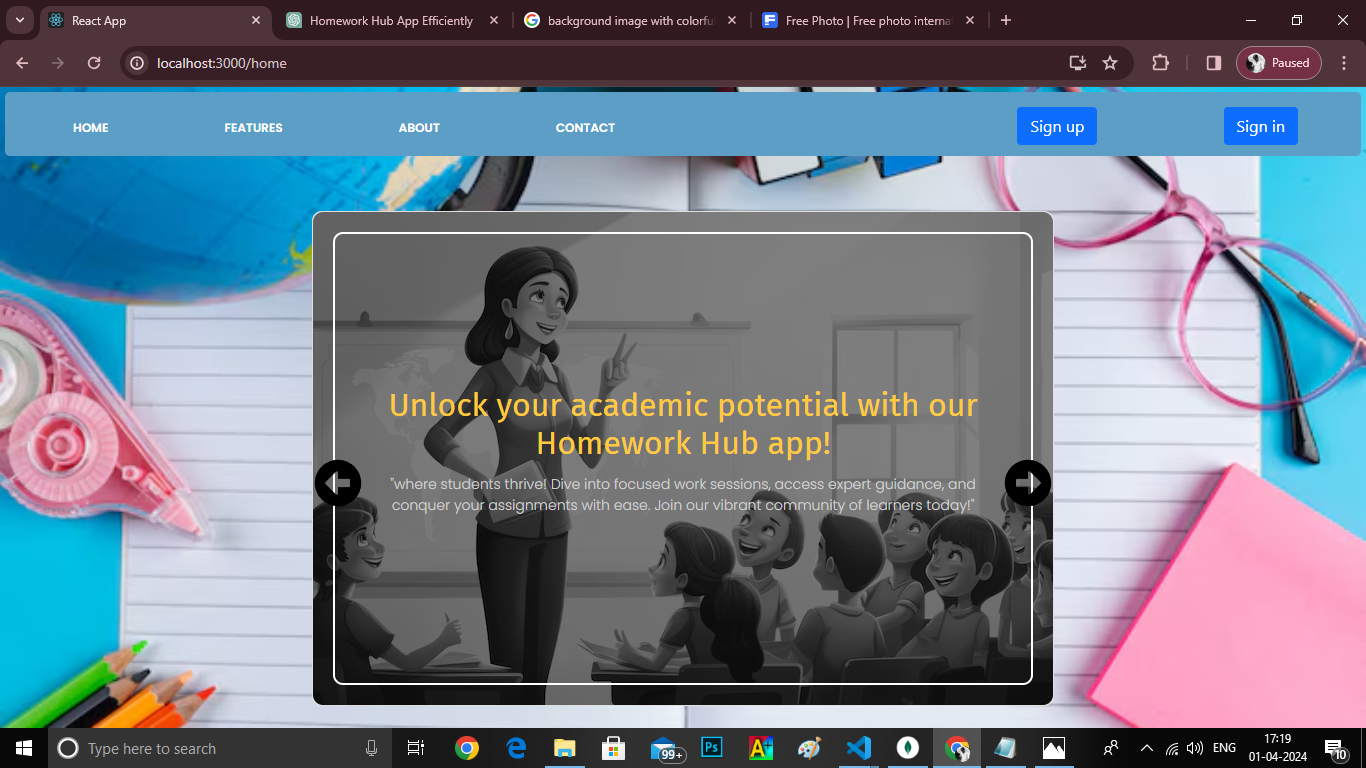 React App
Homework Hub App Efficiently
background image with colorfu
Free Photo | Free photo interna
localhost:3000/home
Paused
HOME
FEATURES
ABOUT
CONTACT
Sign up
Sign in
Unlock your academic potential with our
Homework Hub app!
"where students thrive! Dive into focused work sessions, access expert guidance, and
conquer your assignments with ease. Join our vibrant community of learners today!"
Type here to search
99+
Ps
ENG
17:19
01-04-2024
10